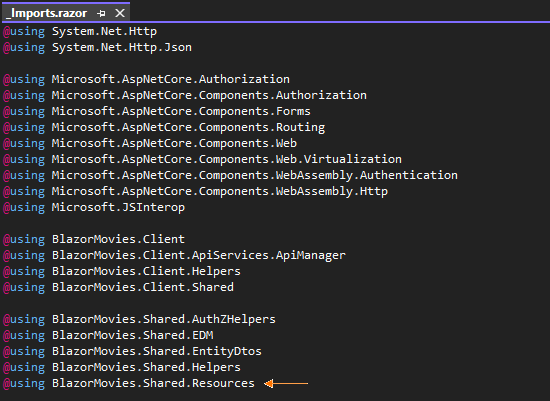 _Imports.razor
@using System.Net.Http
@using System.Net.Http.Json
@using Microsoft.AspNetCore.Authorization
@using Microsoft.AspNetCore.Components.Authorization
@using Microsoft.AspNetCore.Components.Forms
@using Microsoft.AspNetCore.Components.Routing
@using Microsoft.AspNetCore.Components.Web
@using Microsoft.AspNetCore.Components.Web.Virtualization
@using Microsoft.AspNetCore.Components.WebAssembly.Authentication
@using Microsoft.AspNetCore.Components.WebAssembly.Http
@using Microsoft.JSInterop
@using BlazorMovies.Client
@using BlazorMovies.Client.ApiServices.ApiManager
@using BlazorMovies.Client.Helpers
@using BlazorMovies.Client.Shared
@using BlazorMovies.Shared.AuthZHelpers
@using BlazorMovies.Shared.EDM
@using BlazorMovies.Shared.EntityDtos
@using BlazorMovies.Shared.Helpers
@using BlazorMovies.Shared.Resources